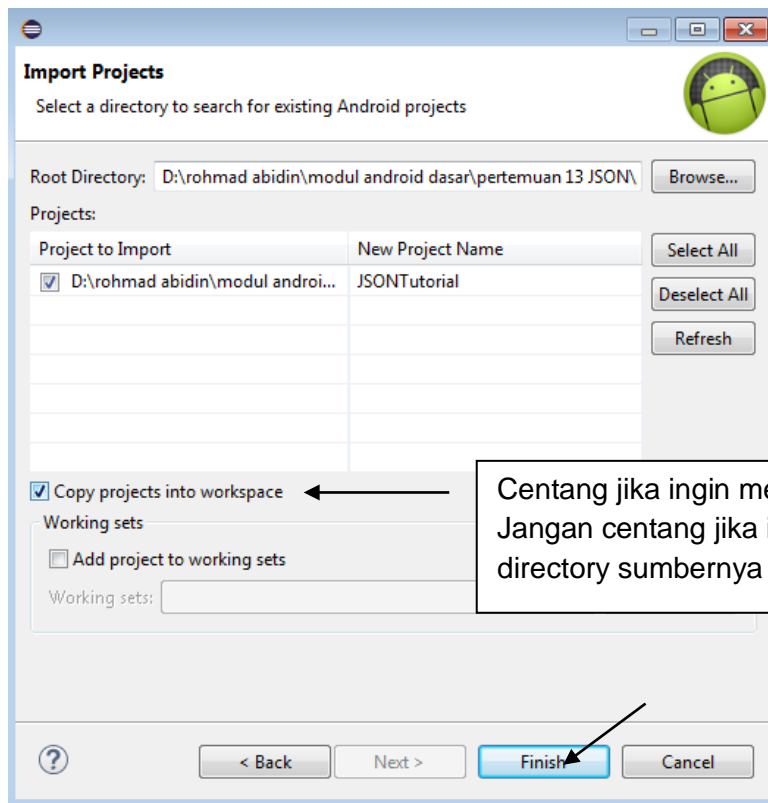 Import Projects
Select a directory to search for existing Android projects
Root Directory: D:\rohmad abidin\modul android dasar\pertemuan 13 JSON\ Browse...
Projects:
Project to Import New Project Name Select All
D:\rohmad abidin\modul androi... JSONTutorial
Deselect All
Refresh
Copy projects into workspace
Centang jika ingin me
Jangan centang jika i
directory sumbernya
Working sets
Add project to working sets
Working sets:
? < Back Next > Finish Cancel